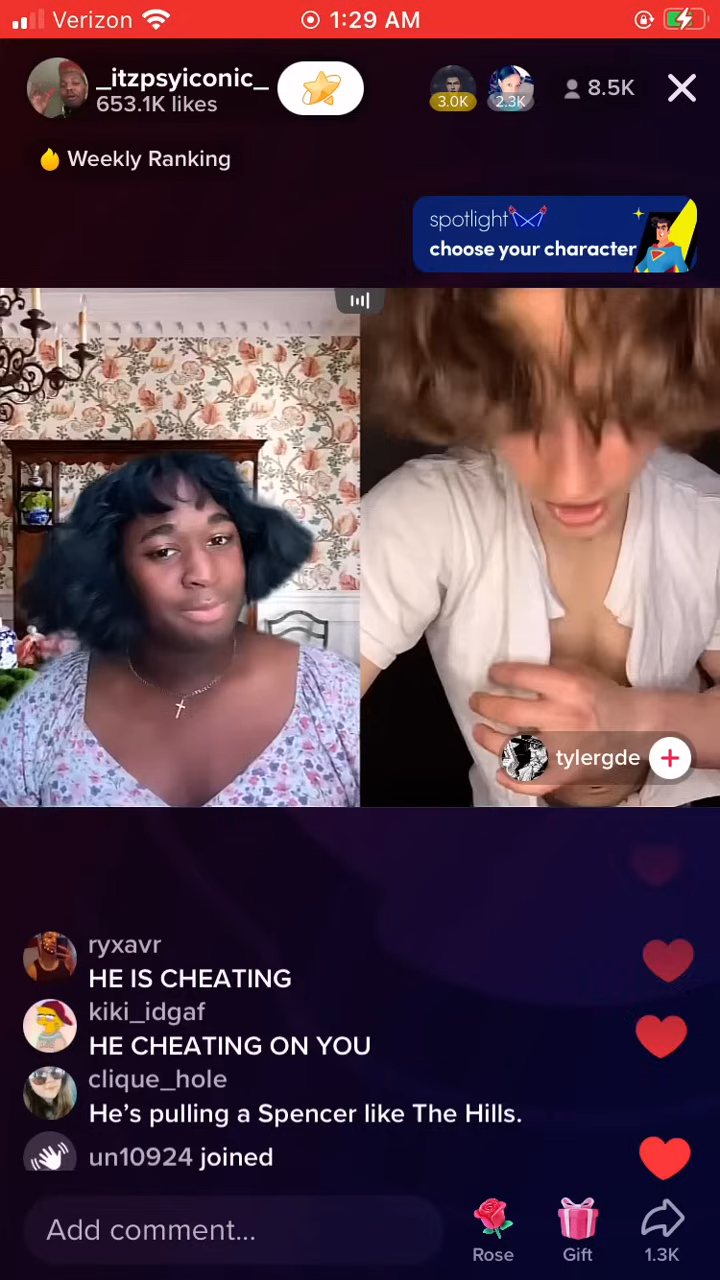 Verizon 1:29 AM
_itzpsyiconic_
653.1K likes
3.0K 2.3K 8.5K
Weekly Ranking
spotlight
choose your character
tylergde
ryxavr
HE IS CHEATING
kiki_idgaf
HE CHEATING ON YOU
clique_hole
He's pulling a Spencer like The Hills.
un10924 joined
Add comment...
Rose Gift 1.3K